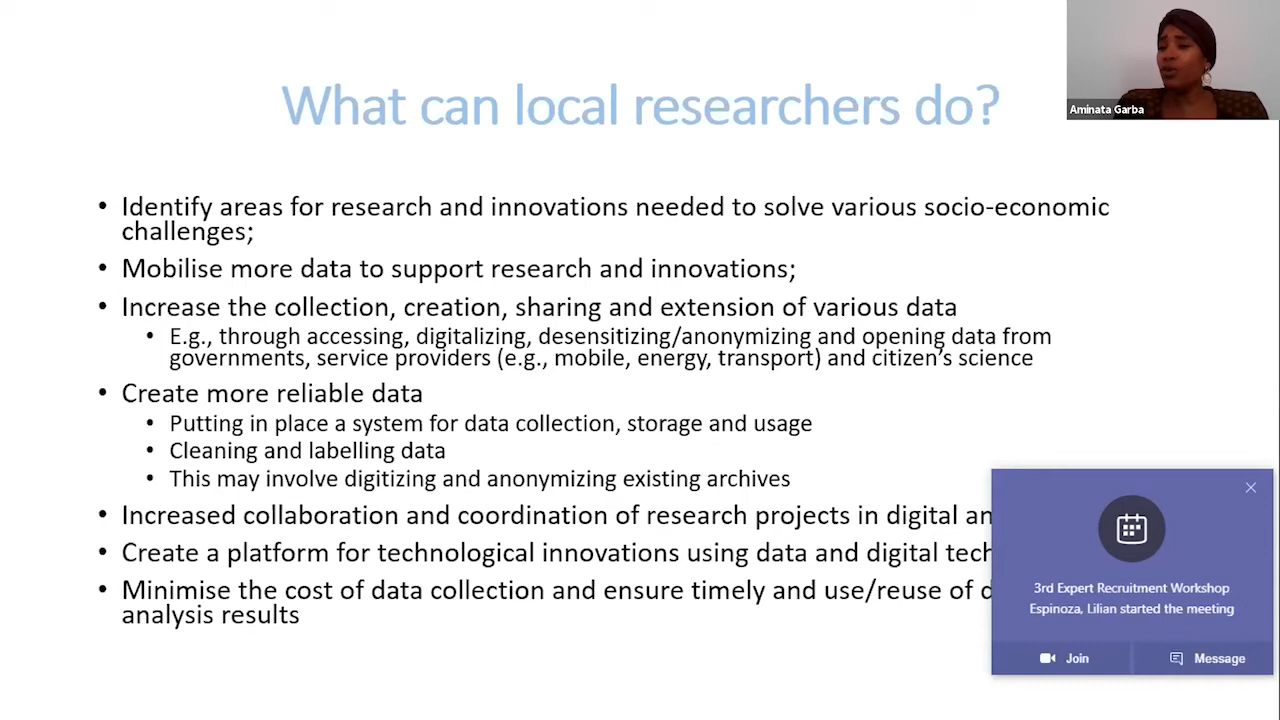 What can local researchers do?
Aminata Garba
• Identify areas for research and innovations needed to solve various socio-economic
challenges;
• Mobilise more data to support research and innovations;
• Increase the collection, creation, sharing and extension of various data
• E.g., through accessing, digitalizing, desensitizing/anonymizing and opening data from
governments, service providers (e.g., mobile, energy, transport) and citizen's science
• Create more reliable data
• Putting in place a system for data collection, storage and usage
• Cleaning and labelling data
• This may involve digitizing and anonymizing existing archives
• Increased collaboration and coordination of research projects in digital
• Create a platform for technological innovations using data and digital
• Minimise the cost of data collection and ensure timely and use/reuse of
analysis results
3rd Expert Recruitment Workshop
Espinoza, Lilian started the meeting
Join
Message